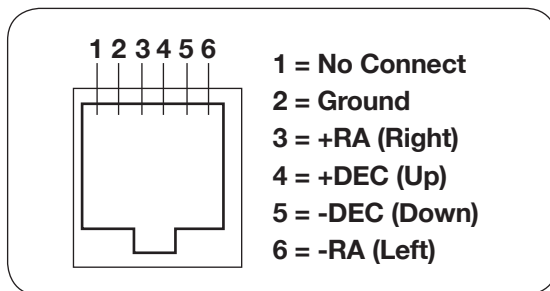 1 2 3 4 5 6
1 = No Connect
2 = Ground
3 = +RA (Right)
4 = +DEC (Up)
5 = -DEC (Down)
6 = -RA (Left)